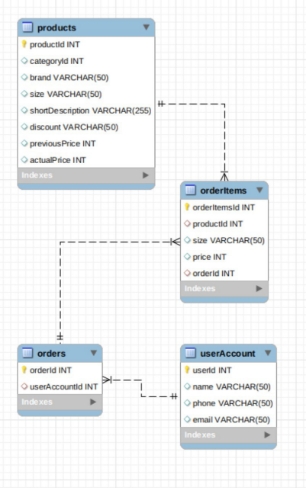 products
productId INT
categoryId INT
brand VARCHAR(50)
size VARCHAR(50)
shortDescription VARCHAR(255)
discount VARCHAR(50)
previousPrice INT
actualPrice INT
Indexes
orderItems
orderItemsId INT
productId INT
size VARCHAR(50)
price INT
orderId INT
Indexes
orders
orderId INT
userAccountId INT
Indexes
userAccount
userId INT
name VARCHAR(50)
phone VARCHAR(50)
email VARCHAR(50)
Indexes